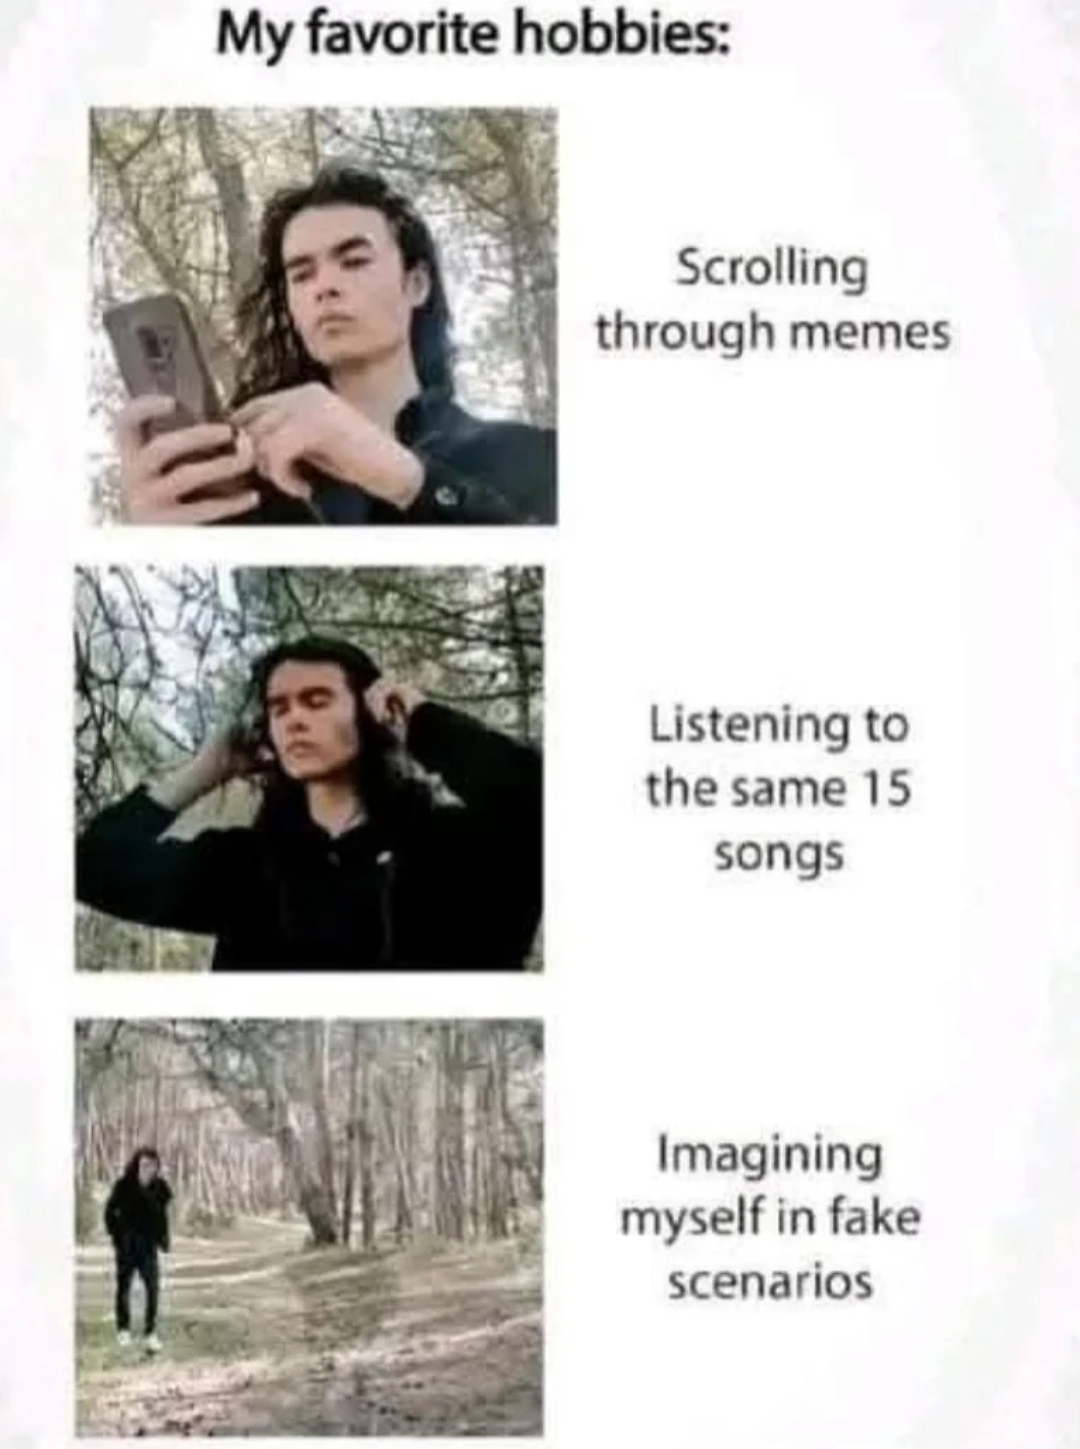 My favorite hobbies:
Scrolling
through memes
Listening to
the same 15
songs
Imagining
myself in fake
scenarios